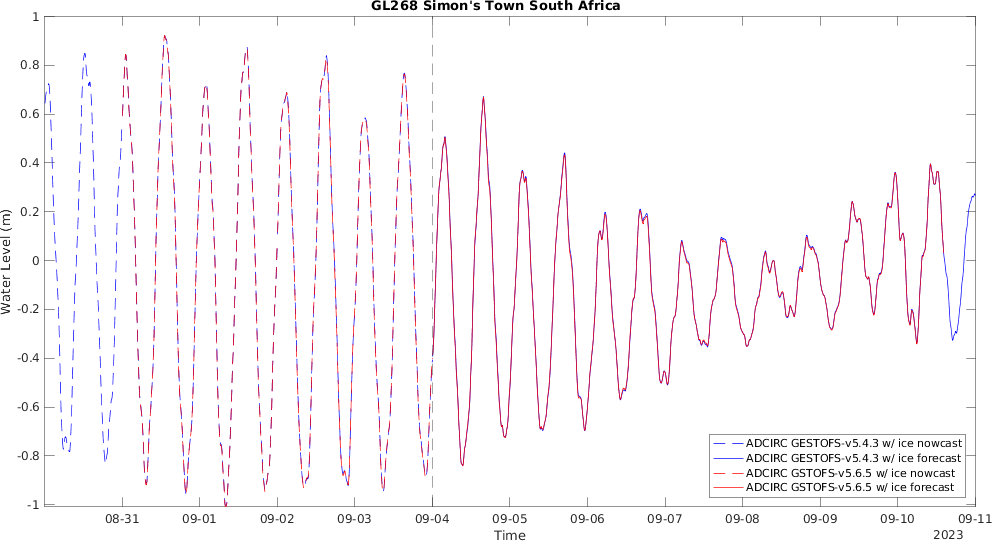 GL268 Simon's Town South Africa
1
0.8
0.6
0.4
0.2
0
-0.2
-0.4
-0.6
-0.8
-1
Water Level (m)
ADCIRC GESTOFS-v5.4.3 w/ ice nowcast
ADCIRC GESTOFS-v5.4.3 w/ ice forecast
ADCIRC GSTOFS-v5.6.5 w/ ice nowcast
ADCIRC GSTOFS-v5.6.5 w/ ice forecast
08-31 09-01 09-02 09-03 09-04 09-05 09-06 09-07 09-08 09-09 09-10 09-11
Time
2023